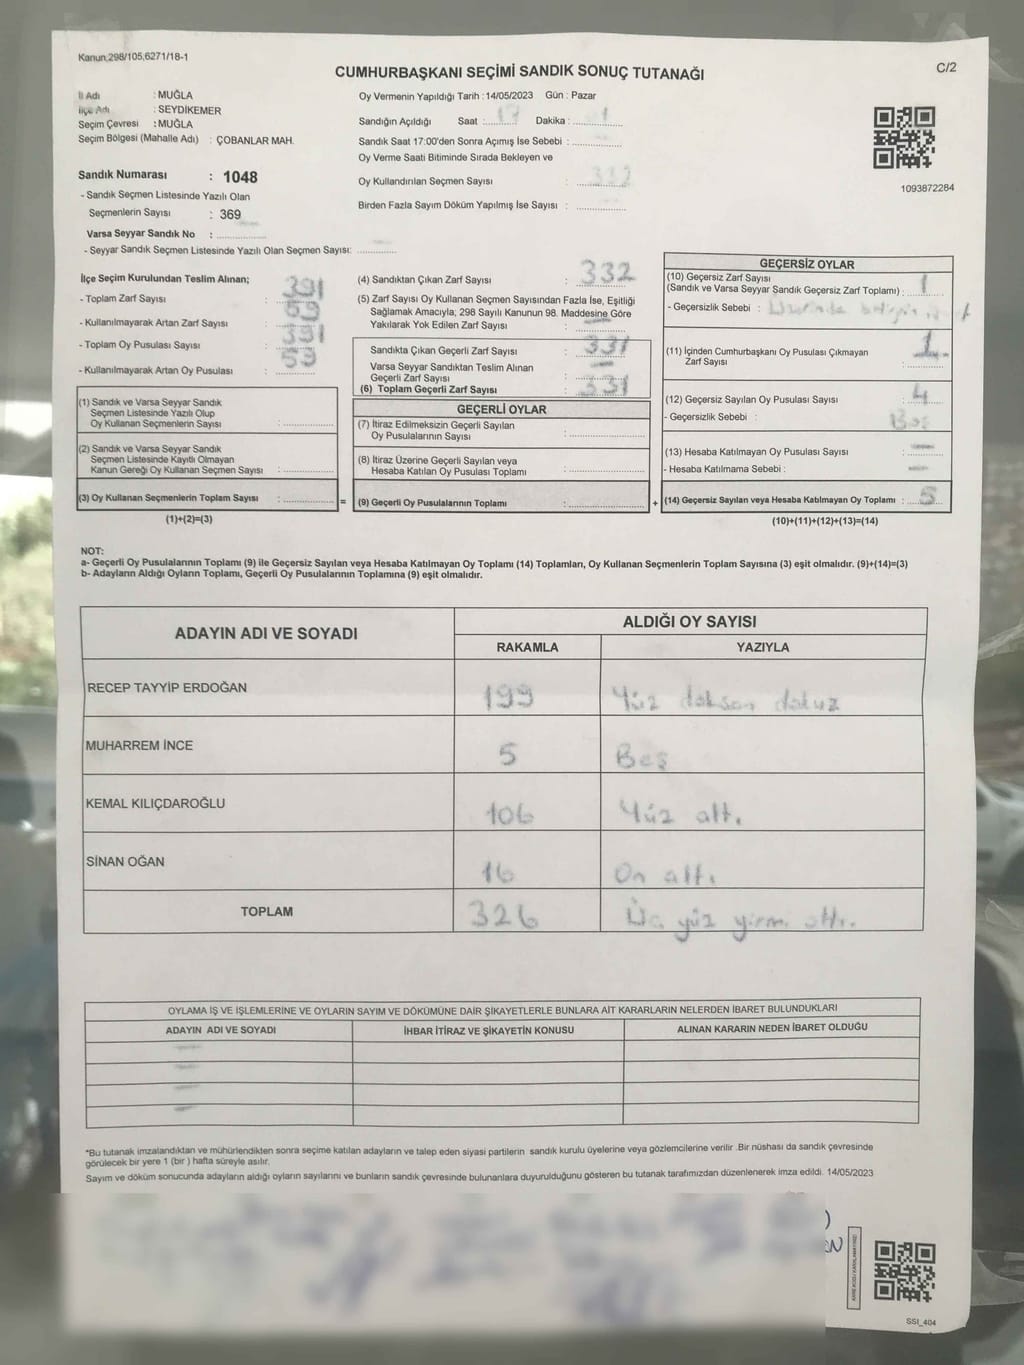 Kanun:298/105;6271/18-1
C/2
CUMHURBAŞKANI SEÇİMİ SANDIK SONUÇ TUTANAĞI
İl Adı : MUĞLA
İlçe Adı : SEYDİKEMER
Seçim Çevresi : MUĞLA
Seçim Bölgesi (Mahalle Adı) : ÇOBANLAR MAH.
Sandık Numarası : 1048
- Sandık Seçmen Listesinde Yazılı Olan
Seçmenlerin Sayısı : 369
Varsa Seyyar Sandık No :
- Seyyar Sandık Seçmen Listesinde Yazılı Olan Seçmen Sayısı:
Oy Vermenin Yapıldığı Tarih :14/05/2023 Gün : Pazar
Sandığın Açıldığı Saat : 17 Dakika :
Sandık Saat 17:00'den Sonra Açımış İse Sebebi :
Oy Verme Saati Bitiminde Sırada Bekleyen ve
Oy Kullandırılan Seçmen Sayısı : 332
Birden Fazla Sayım Döküm Yapılmış İse Sayısı :
1093872284
İlçe Seçim Kurulundan Teslim Alınan;
- Toplam Zarf Sayısı : 391
- Kullanılmayarak Artan Zarf Sayısı :
- Toplam Oy Pusulası Sayısı : 391
- Kullanılmayarak Artan Oy Pusulası : 59
(1) Sandık ve Varsa Seyyar Sandık
Seçmen Listesinde Yazılı Olup
Oy Kullanan Seçmenlerin Sayısı :
(2) Sandık ve Varsa Seyyar Sandık
Seçmen Listesinde Kayıtlı Olmayan
Kanun Gereği Oy Kullanan Seçmen Sayısı :
(3) Oy Kullanan Seçmenlerin Toplam Sayısı : =
(1)+(2)=(3)
(4) Sandıktan Çıkan Zarf Sayısı : 332
(5) Zarf Sayısı Oy Kullanan Seçmen Sayısından Fazla İse, Eşitliği
Sağlamak Amacıyla; 298 Sayılı Kanunun 98. Maddesine Göre
Yakılarak Yok Edilen Zarf Sayısı :
Sandıkta Çıkan Geçerli Zarf Sayısı : 331
Varsa Seyyar Sandıktan Teslim Alınan
Geçerli Zarf Sayısı :
(6) Toplam Geçerli Zarf Sayısı : 331
GEÇERLİ OYLAR
(7) İtiraz Edilmeksizin Geçerli Sayılan
Oy Pusulalarının Sayısı :
(8) İtiraz Üzerine Geçerli Sayılan veya
Hesaba Katılan Oy Pusulası Toplamı :
(9) Geçerli Oy Pusulalarının Toplamı : +
GEÇERSİZ OYLAR
(10) Geçersiz Zarf Sayısı
(Sandık ve Varsa Seyyar Sandık Geçersiz Zarf Toplamı) : 1
- Geçersizlik Sebebi : Üzerinde
(11) İçinden Cumhurbaşkanı Oy Pusulası Çıkmayan
Zarf Sayısı : 1
(12) Geçersiz Sayılan Oy Pusulası Sayısı : 4
- Geçersizlik Sebebi : Boş
(13) Hesaba Katılmayan Oy Pusulası Sayısı :
- Hesaba Katılmama Sebebi :
(14) Geçersiz Sayılan veya Hesaba Katılmayan Oy Toplamı : 5
(10)+(11)+(12)+(13)=(14)
NOT:
a- Geçerli Oy Pusulalarının Toplamı (9) ile Geçersiz Sayılan veya Hesaba Katılmayan Oy Toplamı (14) Toplamları, Oy Kullanan Seçmenlerin Toplam Sayısına (3) eşit olmalıdır. (9)+(14)=(3)
b- Adayların Aldığı Oyların Toplamı, Geçerli Oy Pusulalarının Toplamına (9) eşit olmalıdır.
ADAYIN ADI VE SOYADI
ALDIĞI OY SAYISI
RAKAMLA YAZIYLA
RECEP TAYYİP ERDOĞAN 199 Yüz doksan dokuz
MUHARREM İNCE 5 Beş
KEMAL KILIÇDAROĞLU 106 Yüz altı
SİNAN OĞAN 16 On altı
TOPLAM 326 Üç yüz yirmi altı.
OYLAMA İŞ VE İŞLEMLERİNE VE OYLARIN SAYIM VE DÖKÜMÜNE DAİR ŞİKAYETLERLE BUNLARA AİT KARARLARIN NELERDEN İBARET BULUNDUKLARI
ADAYIN ADI VE SOYADI İHBAR İTİRAZ VE ŞİKAYETİN KONUSU ALINAN KARARIN NEDEN İBARET OLDUĞU
*Bu tutanak imzalandıktan ve mühürlendikten sonra seçime katılan adayların ve talep eden siyasi partilerin sandık kurulu üyelerine veya gözlemcilerine verilir .Bir nüshası da sandık çevresinde
görülecek bir yere 1 (bir ) hafta süreyle asılır.
Sayım ve döküm sonucunda adayların aldığı oyların sayılarını ve bunların sandık çevresinde bulunanlara duyurulduğunu gösteren bu tutanak tarafımızdan düzenlenerek imza edildi. 14/05/2023
SSI_404